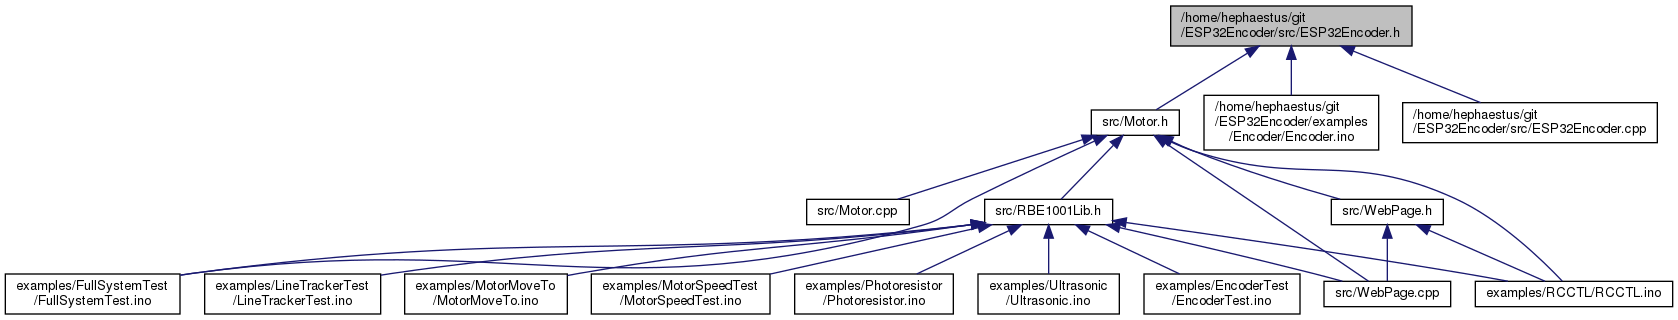 /home/hephaestus/git
/ESP32Encoder/src/ESP32Encoder.h
src/Motor.h
/home/hephaestus/git
/ESP32Encoder/examples
/Encoder/Encoder.ino
/home/hephaestus/git
/ESP32Encoder/src/ESP32Encoder.cpp
src/Motor.cpp
src/RBE1001Lib.h
src/WebPage.h
examples/FullSystemTest
/FullSystemTest.ino
examples/LineTrackerTest
/LineTrackerTest.ino
examples/MotorMoveTo
/MotorMoveTo.ino
examples/MotorSpeedTest
/MotorSpeedTest.ino
examples/Photoresistor
/Photoresistor.ino
examples/Ultrasonic
/Ultrasonic.ino
examples/EncoderTest
/EncoderTest.ino
src/WebPage.cpp
examples/RCCTL/RCCTL.ino